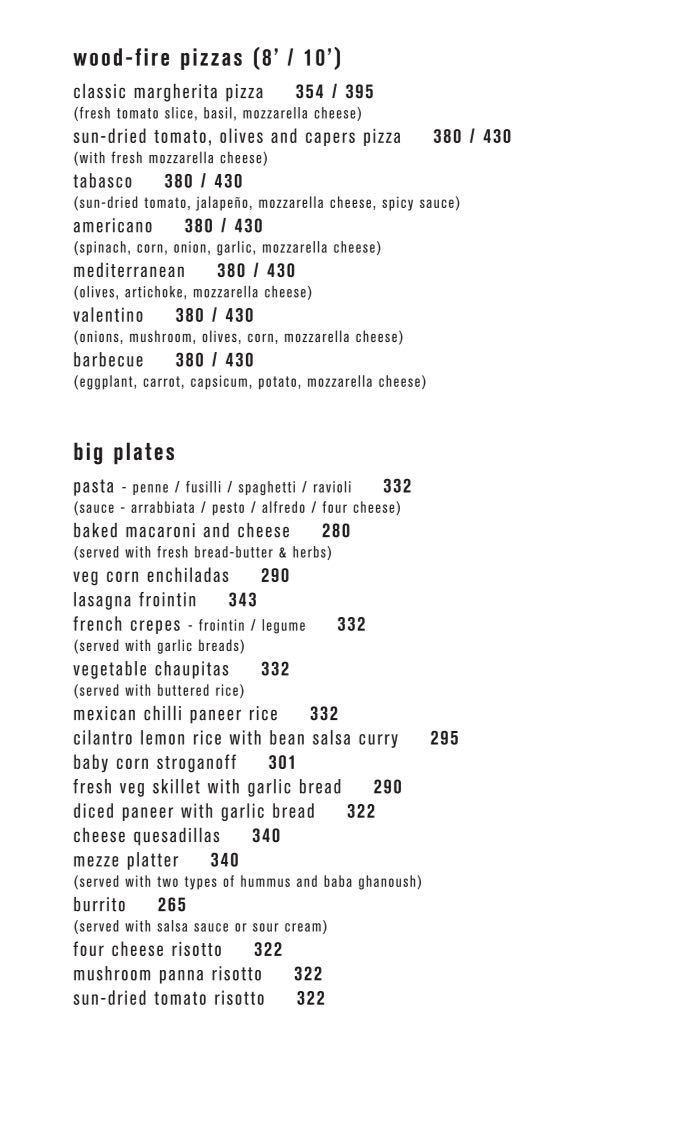 wood-fire pizzas (8’ / 10’)
classic margherita pizza 354 / 395
(fresh tomato slice, basil, mozzarella cheese)
sun-dried tomato, olives and capers pizza 380 / 430
(with fresh mozzarella cheese)
tabasco 380 / 430
(sun-dried tomato, jalapeño, mozzarella cheese, spicy sauce)
americano 380 / 430
(spinach, corn, onion, garlic, mozzarella cheese)
mediterranean 380 / 430
(olives, artichoke, mozzarella cheese)
valentino 380 / 430
(onions, mushroom, olives, corn, mozzarella cheese)
barbecue 380 / 430
(eggplant, carrot, capsicum, potato, mozzarella cheese)
big plates
pasta - penne / fusilli / spaghetti / ravioli 332
(sauce - arrabbiata / pesto / alfredo / four cheese)
baked macaroni and cheese 280
(served with fresh bread-butter & herbs)
veg corn enchiladas 290
lasagna frointin 343
french crepes - frointin / legume 332
(served with garlic breads)
vegetable chaupitas 332
(served with buttered rice)
mexican chilli paneer rice 332
cilantro lemon rice with bean salsa curry 295
baby corn stroganoff 301
fresh veg skillet with garlic bread 290
diced paneer with garlic bread 322
cheese quesadillas 340
mezze platter 340
(served with two types of hummus and baba ghanoush)
burrito 265
(served with salsa sauce or sour cream)
four cheese risotto 322
mushroom panna risotto 322
sun-dried tomato risotto 322